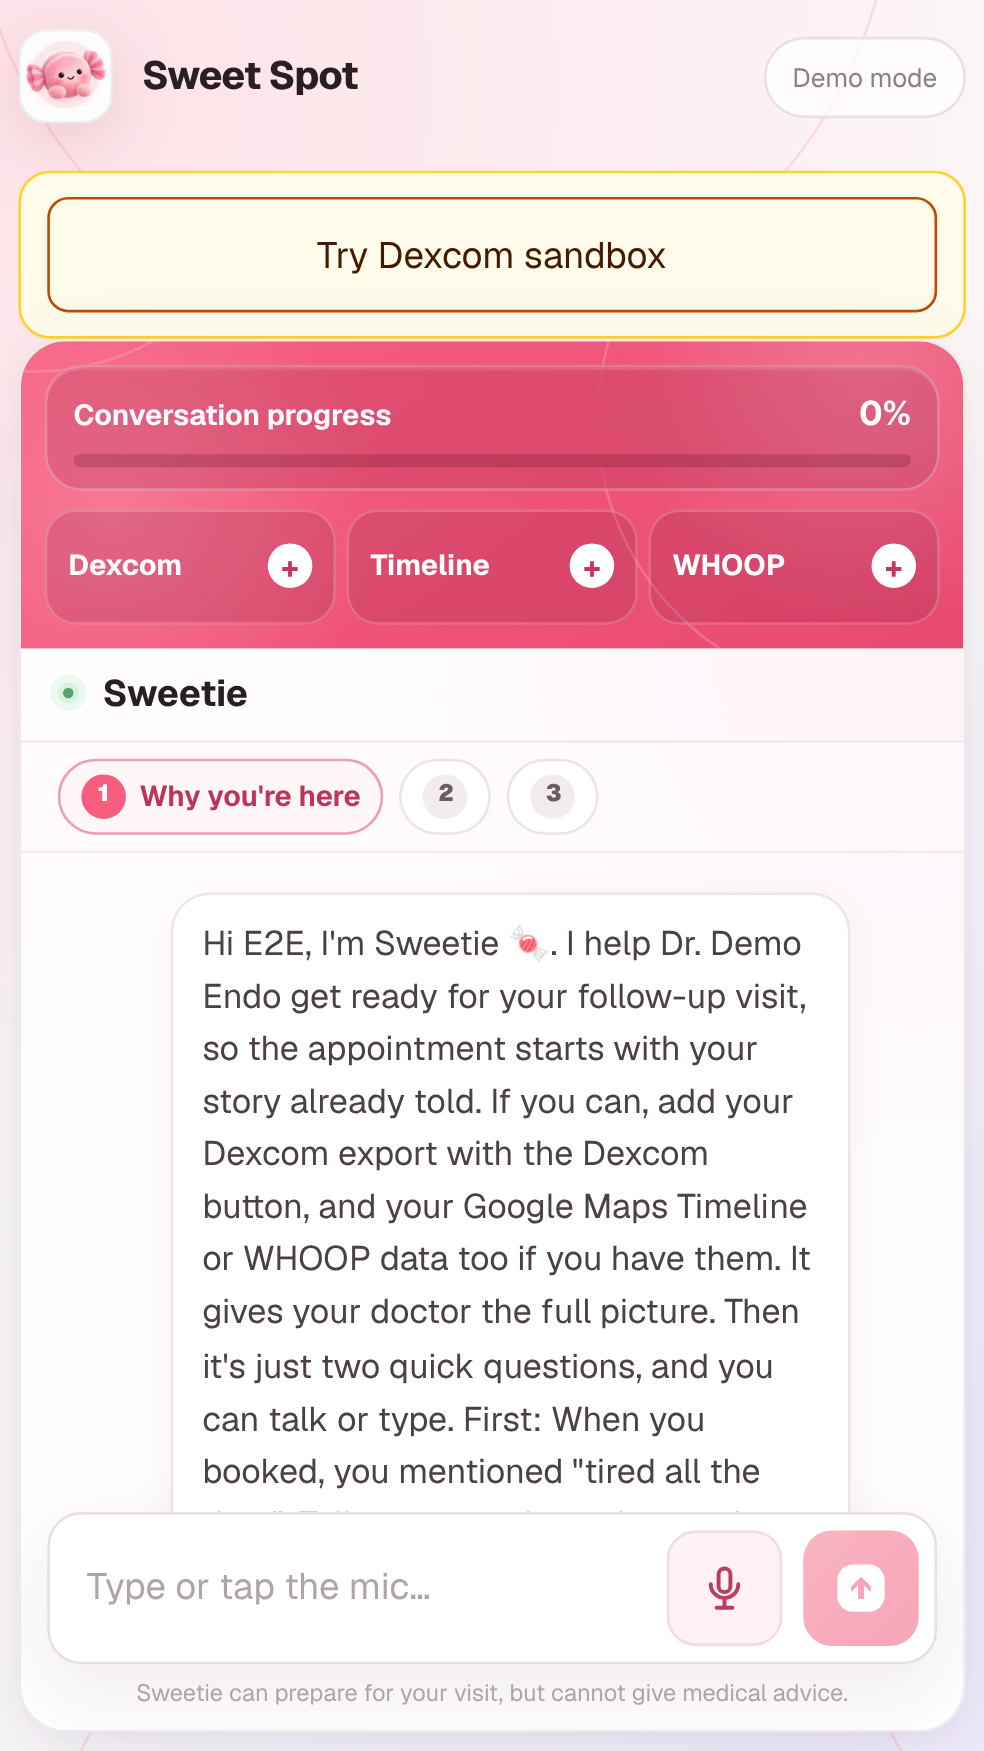 Sweet Spot
Demo mode
Try Dexcom sandbox
Conversation progress
0%
Dexcom
Timeline
WHOOP
Sweetie
1 Why you're here
2
3
Hi E2E, I'm Sweetie 🍬. I help Dr. Demo
Endo get ready for your follow-up visit,
so the appointment starts with your
story already told. If you can, add your
Dexcom export with the Dexcom
button, and your Google Maps Timeline
or WHOOP data too if you have them. It
gives your doctor the full picture. Then
it's just two quick questions, and you
can talk or type. First: When you
booked, you mentioned "tired all the
Type or tap the mic...
Sweetie can prepare for your visit, but cannot give medical advice.